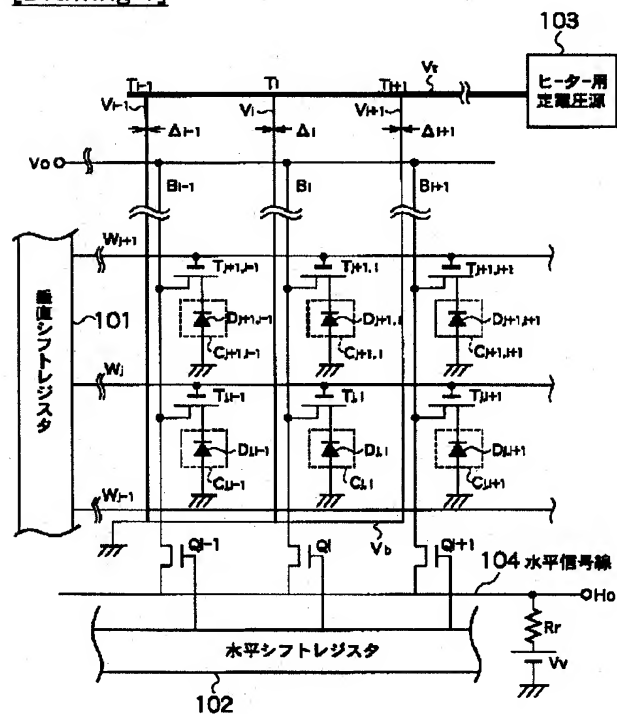 [Drawing 1]
103
ヒーター用
定電圧源
Ti-1
Ti
Ti+1
Vt
Vi-1
Vi
Vi+1
Δi-1
Δi
Δi+1
Vo
Bi-1
Bi
Bi+1
Wj+1
Tj+1,i-1
Tj+1,i
Tj+1,i+1
101
垂直シフトレジスタ
Dj+1,i-1
Dj+1,i
Dj+1,i+1
Cj+1,i-1
Cj+1,i
Cj+1,i+1
Wj
Tj,i-1
Tj,i
Tj,i+1
Dj,i-1
Dj,i
Dj,i+1
Cj,i-1
Cj,i
Cj,i+1
Wj-1
Vb
Qi-1
Qi
Qi+1
104 水平信号線
Ho
水平シフトレジスタ
Rr
Vv
102